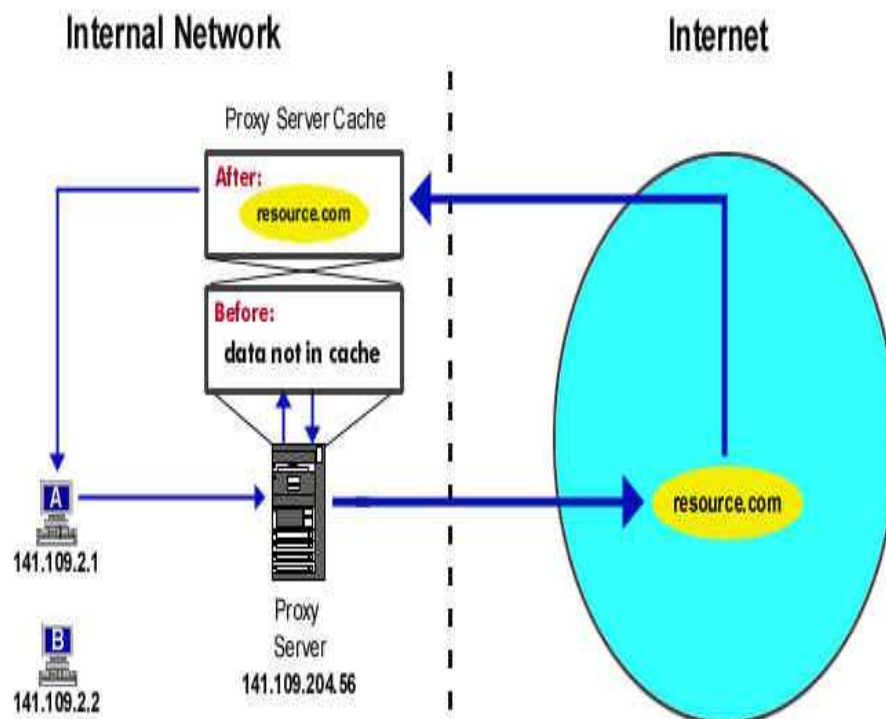 Internal Network
Internet
Proxy Server Cache
After:
resource.com
Before:
data not in cache
A
141.109.2.1
resource.com
B
141.109.2.2
Proxy
Server
141.109.204.56